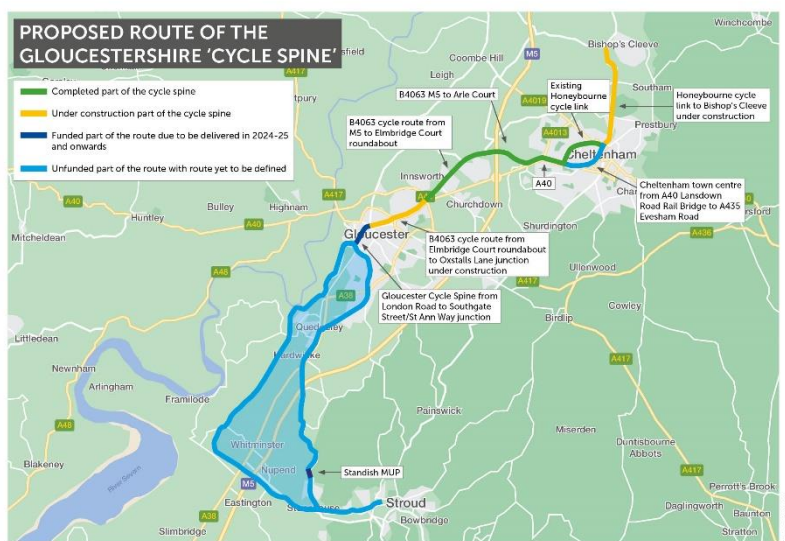 PROPOSED ROUTE OF THE
GLOUCESTERSHIRE ‘CYCLE SPINE’
Completed part of the cycle spine
Under construction part of the cycle spine
Funded part of the route due to be delivered in 2024-25
and onwards
Unfunded part of the route with route yet to be defined
Winchcombe
Bishop's Cleeve
Coombe Hill
M5
A417
Leigh
Southam
Prestbury
B4063 M5 to Arle Court
Existing
Honeybourne
cycle link
A4019
A4013
Honeybourne cycle
link to Bishop's Cleeve
under construction
B4063 cycle route from
M5 to Elmbridge Court
roundabout
Cheltenham
Innsworth
A40
Churchdown
Cheltenham town centre
from A40 Lansdown
Road Rail Bridge to A435
Evesham Road
A417
A40
Bulley
Highnam
Huntley
A40
Mitcheldean
Gloucester
Shurdington
A436
B4063 cycle route from
Elmbridge Court roundabout
to Oxstalls Lane junction
under construction
Ullenwood
A48
A417
Cowley
Birdlip
A38
Gloucester Cycle Spine from
London Road to Southgate
Street/St Ann Way junction
Quedgeley
Littledean
Hardwicke
A417
Newnham
Arlingham
Framilode
Painswick
Miserden
A48
Whitminster
Duntisbourne
Abbots
Blakeney
River Severn
Nupend
Standish MUP
A417
Perrott's Brook
M5
Eastington
Stroud
Daglingworth
Baunton
A38
Bowbridge
Slimbridge
Stratton